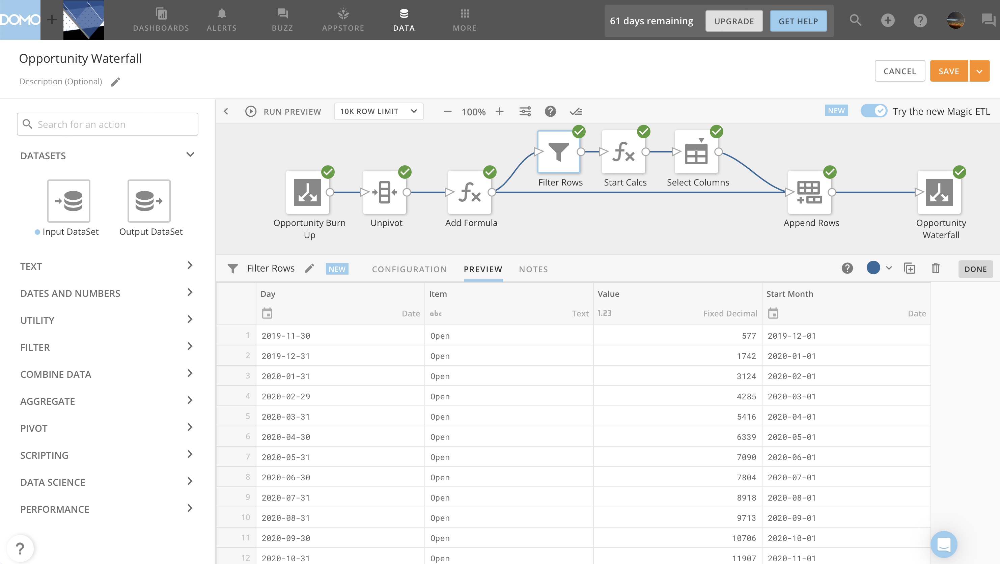 DOMO
DASHBOARDS
ALERTS
BUZZ
APPSTORE
DATA
MORE
61 days remaining
UPGRADE
GET HELP
Opportunity Waterfall
Description (Optional)
CANCEL
SAVE
RUN PREVIEW
10K ROW LIMIT
100%
NEW
Try the new Magic ETL
Search for an action
DATASETS
Input DataSet
Output DataSet
TEXT
DATES AND NUMBERS
UTILITY
FILTER
COMBINE DATA
AGGREGATE
PIVOT
SCRIPTING
DATA SCIENCE
PERFORMANCE
Filter Rows
Start Calcs
Select Columns
Opportunity Burn
Up
Unpivot
Add Formula
Append Rows
Opportunity
Waterfall
Filter Rows
NEW
CONFIGURATION
PREVIEW
NOTES
DONE
Day Item Value Start Month
Date abc Text 1.23 Fixed Decimal Date
1 2019-11-30 Open 577 2019-12-01
2 2019-12-31 Open 1742 2020-01-01
3 2020-01-31 Open 3124 2020-02-01
4 2020-02-29 Open 4285 2020-03-01
5 2020-03-31 Open 5416 2020-04-01
6 2020-04-30 Open 6339 2020-05-01
7 2020-05-31 Open 7090 2020-06-01
8 2020-06-30 Open 7804 2020-07-01
9 2020-07-31 Open 8918 2020-08-01
10 2020-08-31 Open 9713 2020-09-01
11 2020-09-30 Open 10706 2020-10-01
12 2020-10-31 Open 11907 2020-11-01